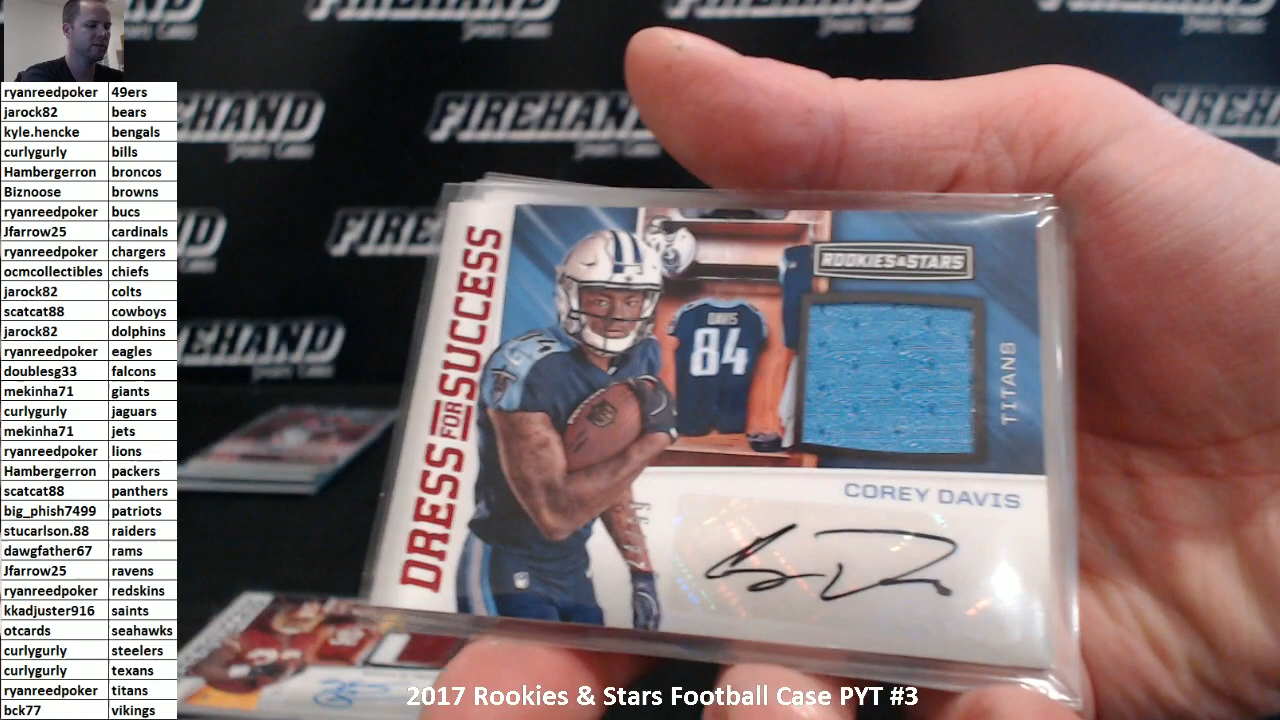 ryanreedpoker 49ers
jarock82 bears
kyle.hencke bengals
curlygurly bills
Hambergerron broncos
Biznoose browns
ryanreedpoker bucs
Jfarrow25 cardinals
ryanreedpoker chargers
ocmcollectibles chiefs
jarock82 colts
scatcat88 cowboys
jarock82 dolphins
ryanreedpoker eagles
doublesg33 falcons
mekinha71 giants
curlygurly jaguars
mekinha71 jets
ryanreedpoker lions
Hambergerron packers
scatcat88 panthers
big_phish7499 patriots
stucarlson.88 raiders
dawgfather67 rams
Jfarrow25 ravens
ryanreedpoker redskins
kkadjuster916 saints
otcards seahawks
curlygurly steelers
curlygurly texans
ryanreedpoker titans
bck77 vikings
FIREHAND
DRESS FOR SUCCESS
ROOKIES & STARS
DAVIS
84
TITANS
COREY DAVIS
2017 Rookies & Stars Football Case PYT #3